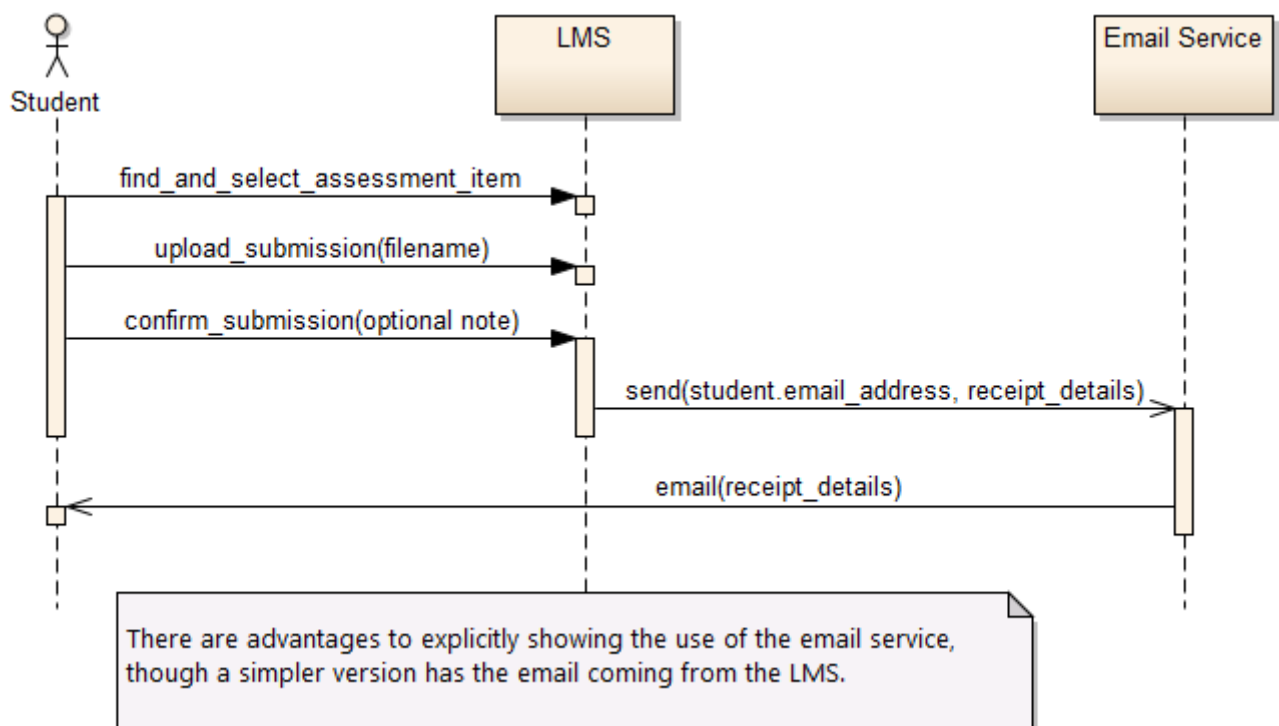 Student
LMS
Email Service
find_and_select_assessment_item
upload_submission(filename)
confirm_submission(optional note)
send(student.email_address, receipt_details)
email(receipt_details)
There are advantages to explicitly showing the use of the email service,
though a simpler version has the email coming from the LMS.